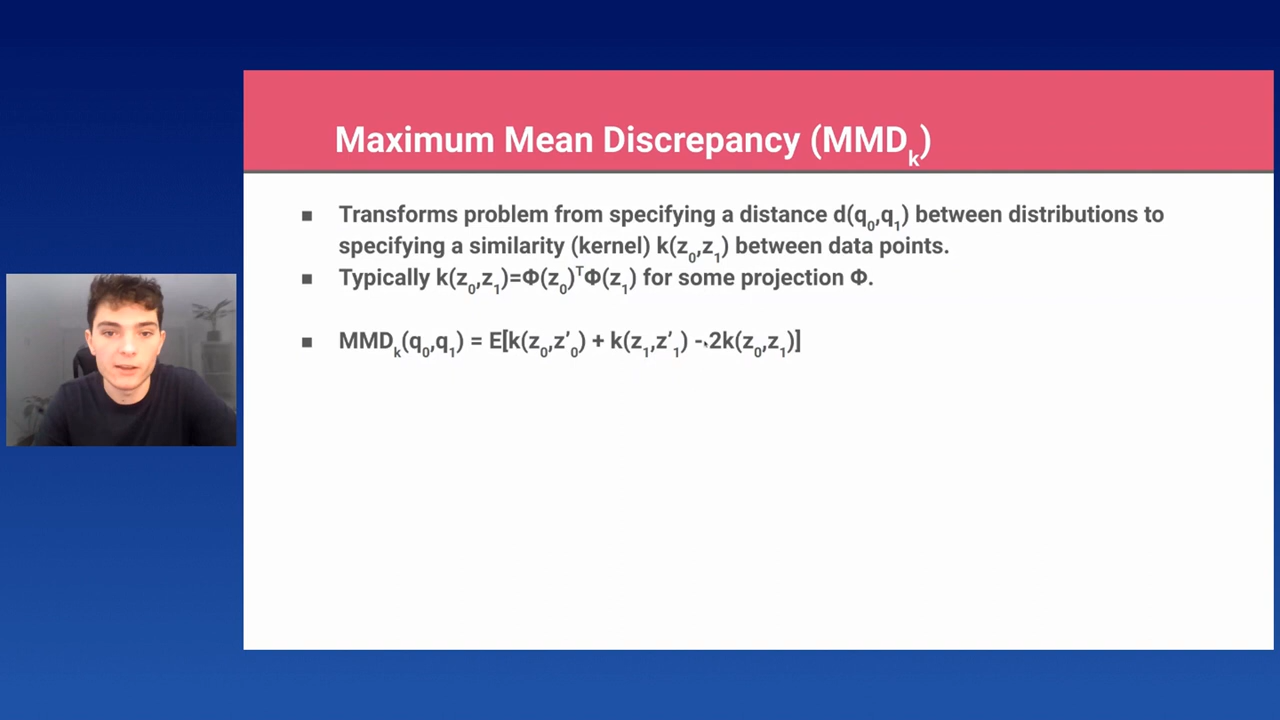 Maximum Mean Discrepancy (MMDₖ)
▪ Transforms problem from specifying a distance d(q₀,q₁) between distributions to
specifying a similarity (kernel) k(z₀,z₁) between data points.
▪ Typically k(z₀,z₁)=Φ(z₀)ᵀΦ(z₁) for some projection Φ.
▪ MMDₖ(q₀,q₁) = E[k(z₀,z’₀) + k(z₁,z’₁) - 2k(z₀,z₁)]